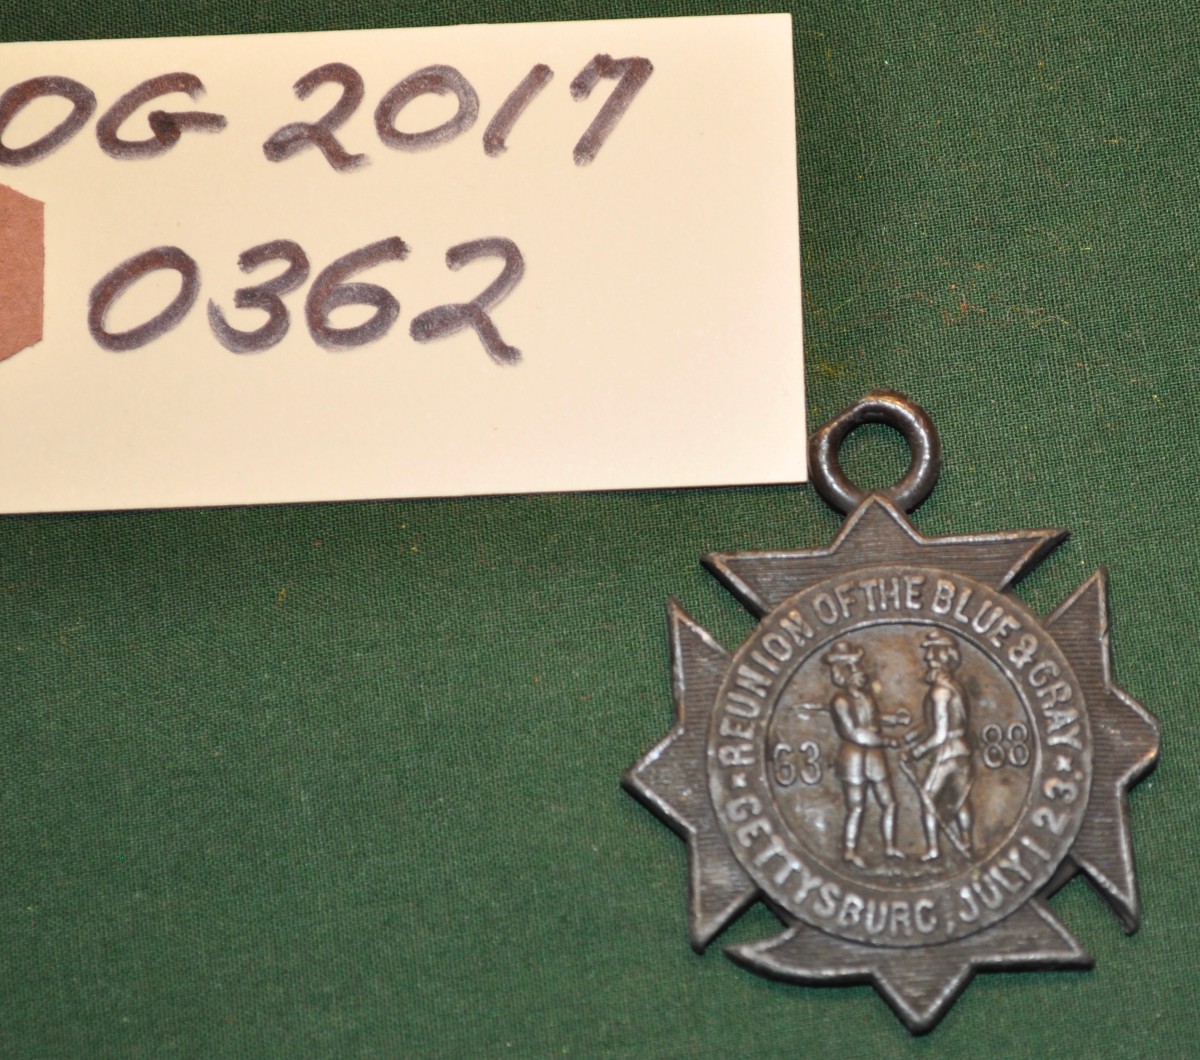 OG 2017
0362
REUNION OF THE BLUE & GRAY
63 88
GETTYSBURG, JULY 1 2 3